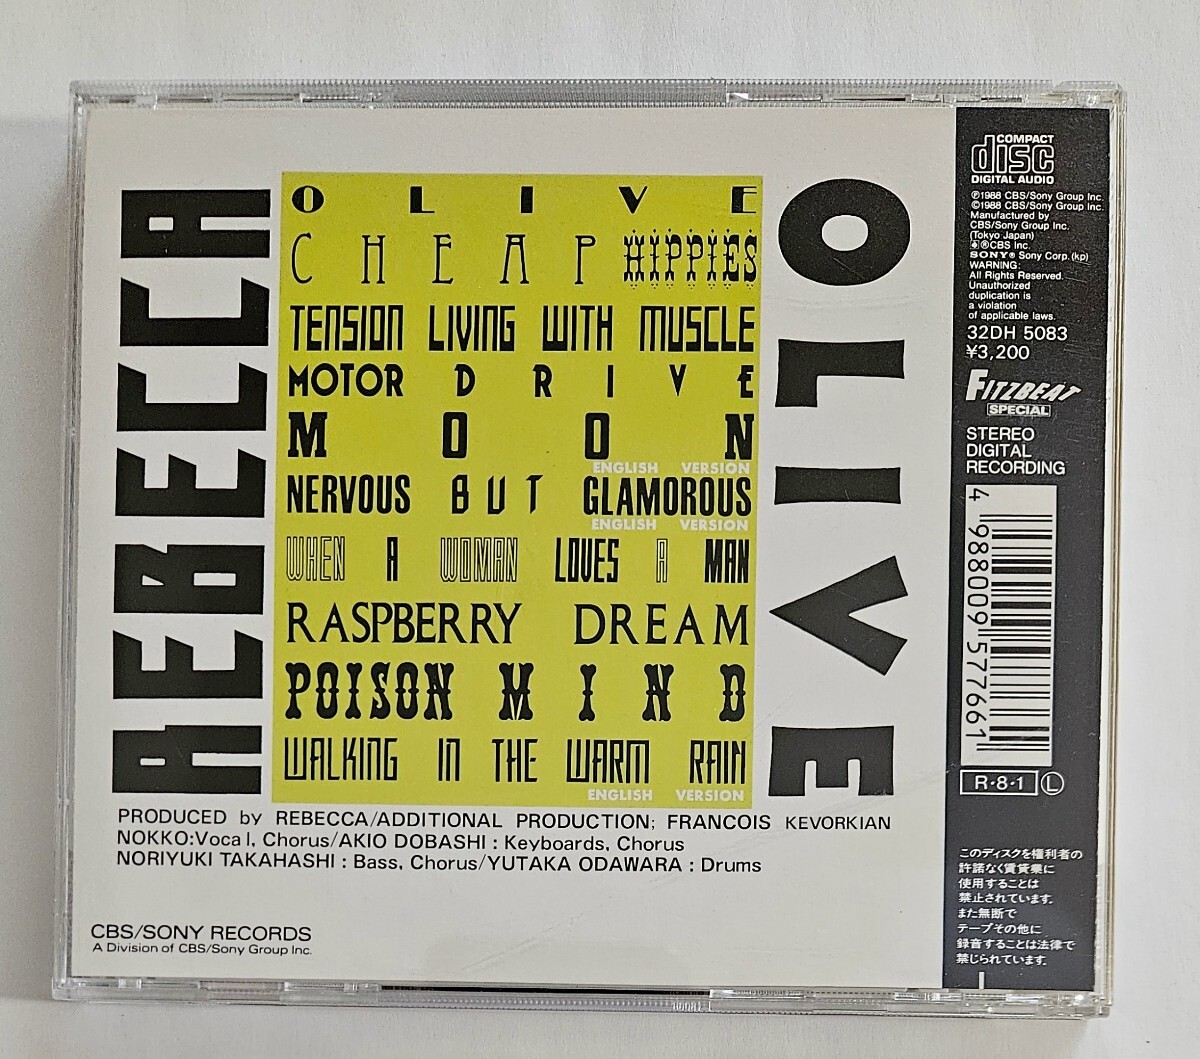 REBECCA
OLIVE
CHEAP HIPPIES
TENSION LIVING WITH MUSCLE
MOTOR DRIVE
MOON
ENGLISH VERSION
NERVOUS BUT GLAMOROUS
ENGLISH VERSION
WHEN A WOMAN LOVES A MAN
RASPBERRY DREAM
POISON MIND
WALKING IN THE WARM RAIN
ENGLISH VERSION
OLIVE
PRODUCED by REBECCA/ADDITIONAL PRODUCTION; FRANCOIS KEVORKIAN
NOKKO:Vocal, Chorus/AKIO DOBASHI : Keyboards, Chorus
NORIYUKI TAKAHASHI : Bass, Chorus/YUTAKA ODAWARA : Drums
CBS/SONY RECORDS
A Division of CBS/Sony Group Inc.
COMPACT
disc
DIGITAL AUDIO
Ⓟ1988 CBS/Sony Group Inc.
©1988 CBS/Sony Group Inc.
Manufactured by
CBS/Sony Group Inc.
(Tokyo Japan)
®CBS Inc.
SONY® Sony Corp.(kp)
WARNING:
All Rights Reserved.
Unauthorized
duplication is
a violation
of applicable laws.
32DH 5083
¥3,200
FITZBEAT
SPECIAL
STEREO
DIGITAL
RECORDING
4 988009 577661
R·8·1 Ⓛ
このディスクを権利者の
許諾なく賃貸業に
使用することは
禁止されています。
また無断で
テープその他に
録音することは法律で
禁じられています。